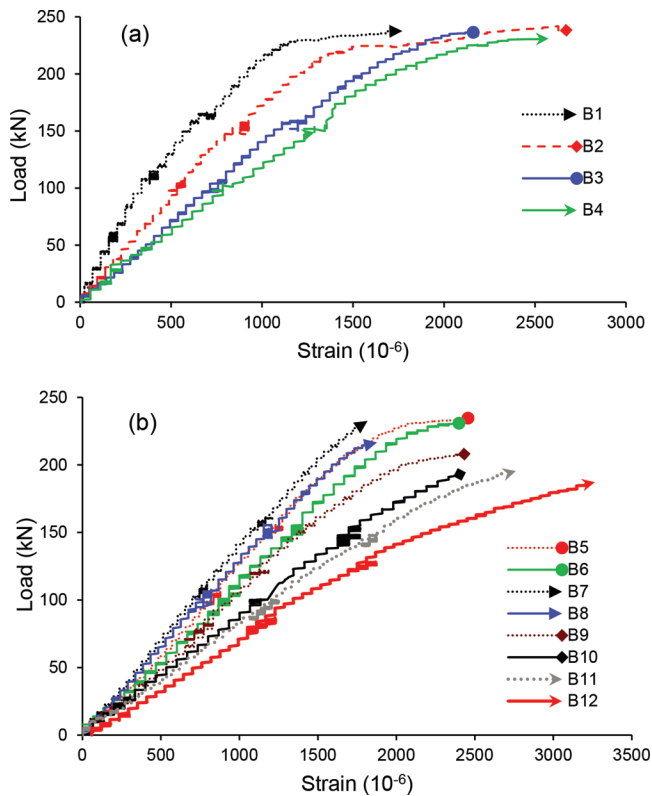 (a)
250
200
150
100
50
0
Load (kN)
B1
B2
B3
B4
0 500 1000 1500 2000 2500 3000
Strain (10⁻⁶)
(b)
250
200
150
100
50
0
Load (kN)
B5
B6
B7
B8
B9
B10
B11
B12
0 500 1000 1500 2000 2500 3000 3500
Strain (10⁻⁶)